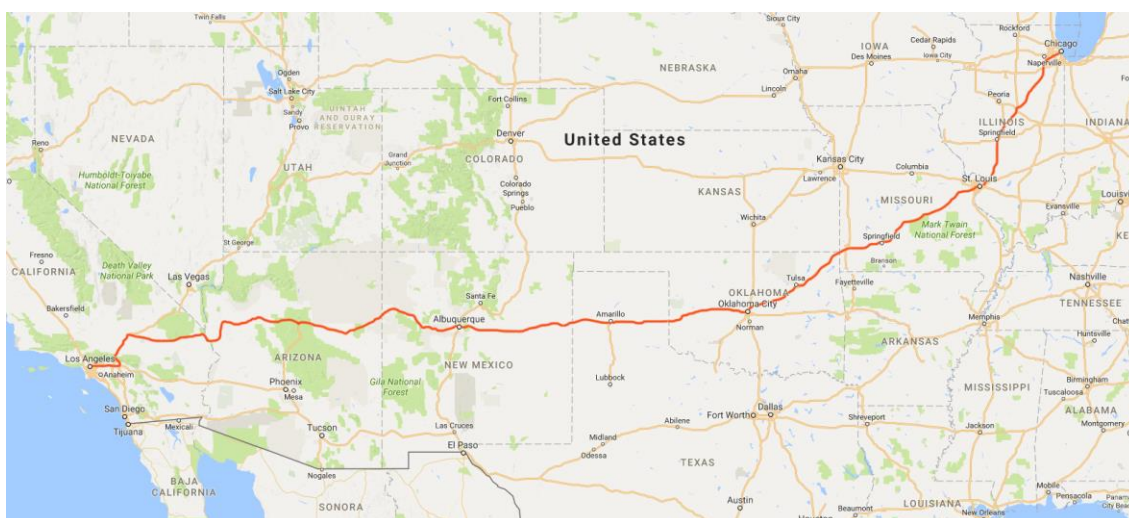 Twin Falls
Sioux City
Rockford
IOWA
Cedar Rapids
Iowa City
Chicago
Naperville
Des Moines
NEBRASKA
Omaha
Ogden
Salt Lake City
Sandy
Provo
UINTAH
AND OURAY
RESERVATION
Fort Collins
Lincoln
Peoria
ILLINOIS
Springfield
INDIANA
NEVADA
Reno
Denver
United States
Humboldt-Toiyabe
National Forest
UTAH
Grand
Junction
COLORADO
Colorado
Springs
Pueblo
Kansas City
Lawrence
Columbia
St. Louis
KANSAS
MISSOURI
Louisville
Evansville
Wichita
Mark Twain
National Forest
St George
Springfield
Branson
Fresno
CALIFORNIA
Death Valley
National Park
Las Vegas
Bakersfield
Tulsa
Fayetteville
Nashville
TENNESSEE
Santa Fe
OKLAHOMA
Oklahoma City
Norman
Albuquerque
Amarillo
Memphis
Huntsville
ARKANSAS
Los Angeles
Anaheim
ARIZONA
NEW MEXICO
Gila National
Forest
Phoenix
Mesa
Lubbock
MISSISSIPPI
Birmingham
Tuscaloosa
ALABAMA
San Diego
Tijuana
Mexicali
Tucson
Las Cruces
El Paso
Abilene
Fort Worth
Dallas
Shreveport
Jackson
Montgomery
Midland
Odessa
Nogales
TEXAS
BAJA
CALIFORNIA
SONORA
Austin
Beaumont
LOUISIANA
New Orleans
Mobile
Pensacola